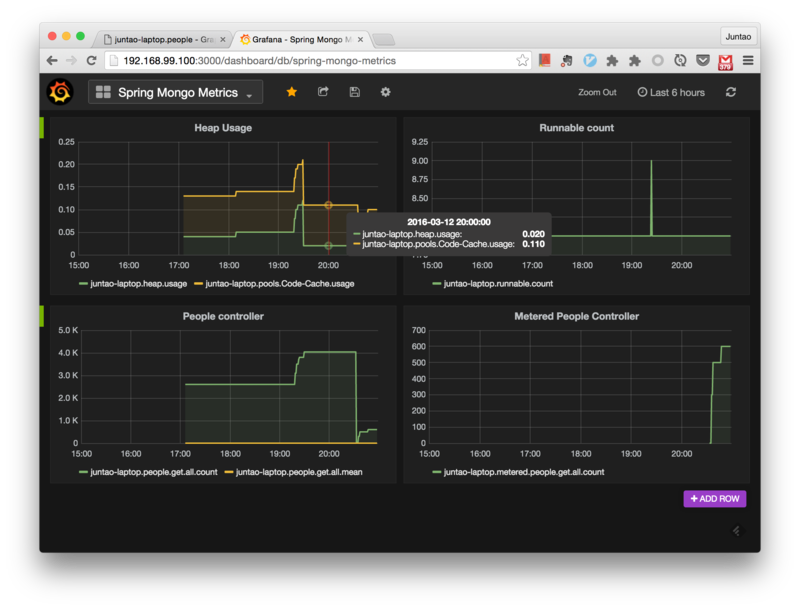 juntao-laptop.people - Gra
Grafana - Spring Mongo M
Juntao
192.168.99.100:3000/dashboard/db/spring-mongo-metrics
Spring Mongo Metrics
Zoom Out
Last 6 hours
Heap Usage
0.25
0.20
0.15
0.10
0.05
0
15:00 16:00 17:00 18:00 19:00 20:00
juntao-laptop.heap.usage juntao-laptop.pools.Code-Cache.usage
2016-03-12 20:00:00
juntao-laptop.heap.usage: 0.020
juntao-laptop.pools.Code-Cache.usage: 0.110
Runnable count
9.25
9.00
8.75
8.50
15:00 16:00 17:00 18:00 19:00 20:00
juntao-laptop.runnable.count
People controller
5.0 K
4.0 K
3.0 K
2.0 K
1.0 K
0
15:00 16:00 17:00 18:00 19:00 20:00
juntao-laptop.people.get.all.count juntao-laptop.people.get.all.mean
Metered People Controller
700
600
500
400
300
200
100
0
15:00 16:00 17:00 18:00 19:00 20:00
juntao-laptop.metered.people.get.all.count
+ ADD ROW